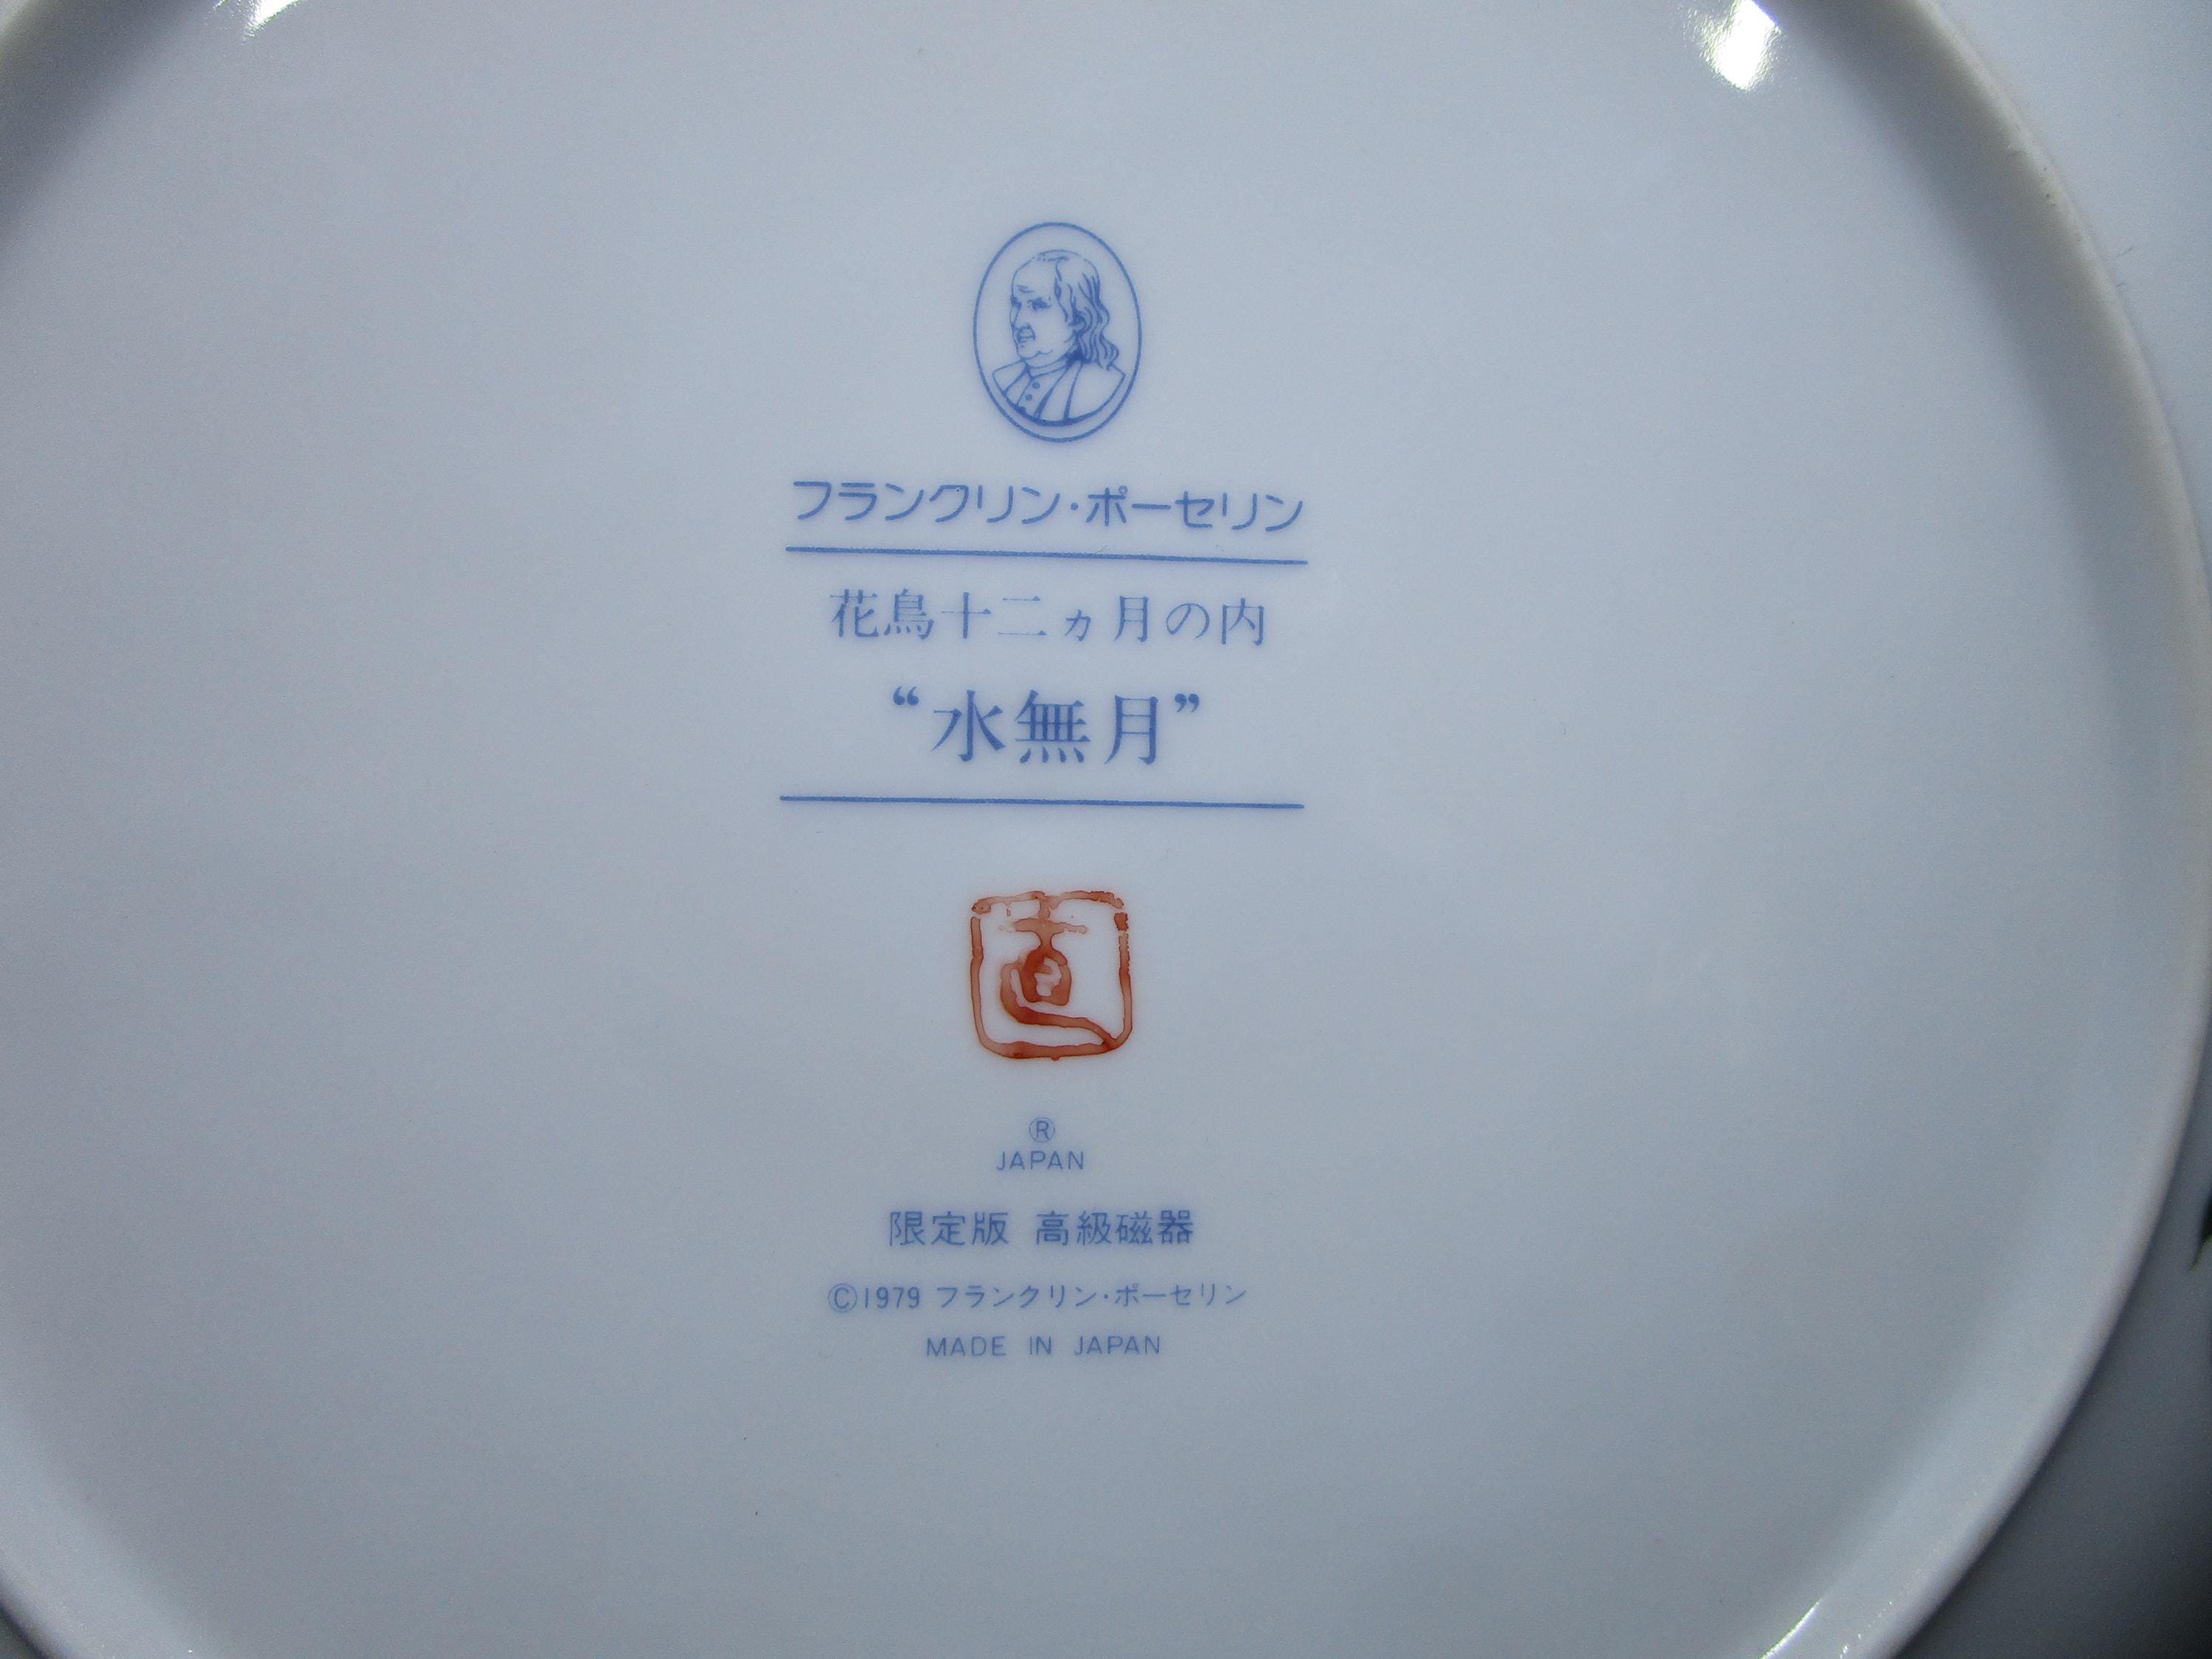 フランクリン・ポーセリン
花鳥十二ヵ月の内
“水無月”
直
®
JAPAN
限定版 高級磁器
©1979 フランクリン・ポーセリン
MADE IN JAPAN